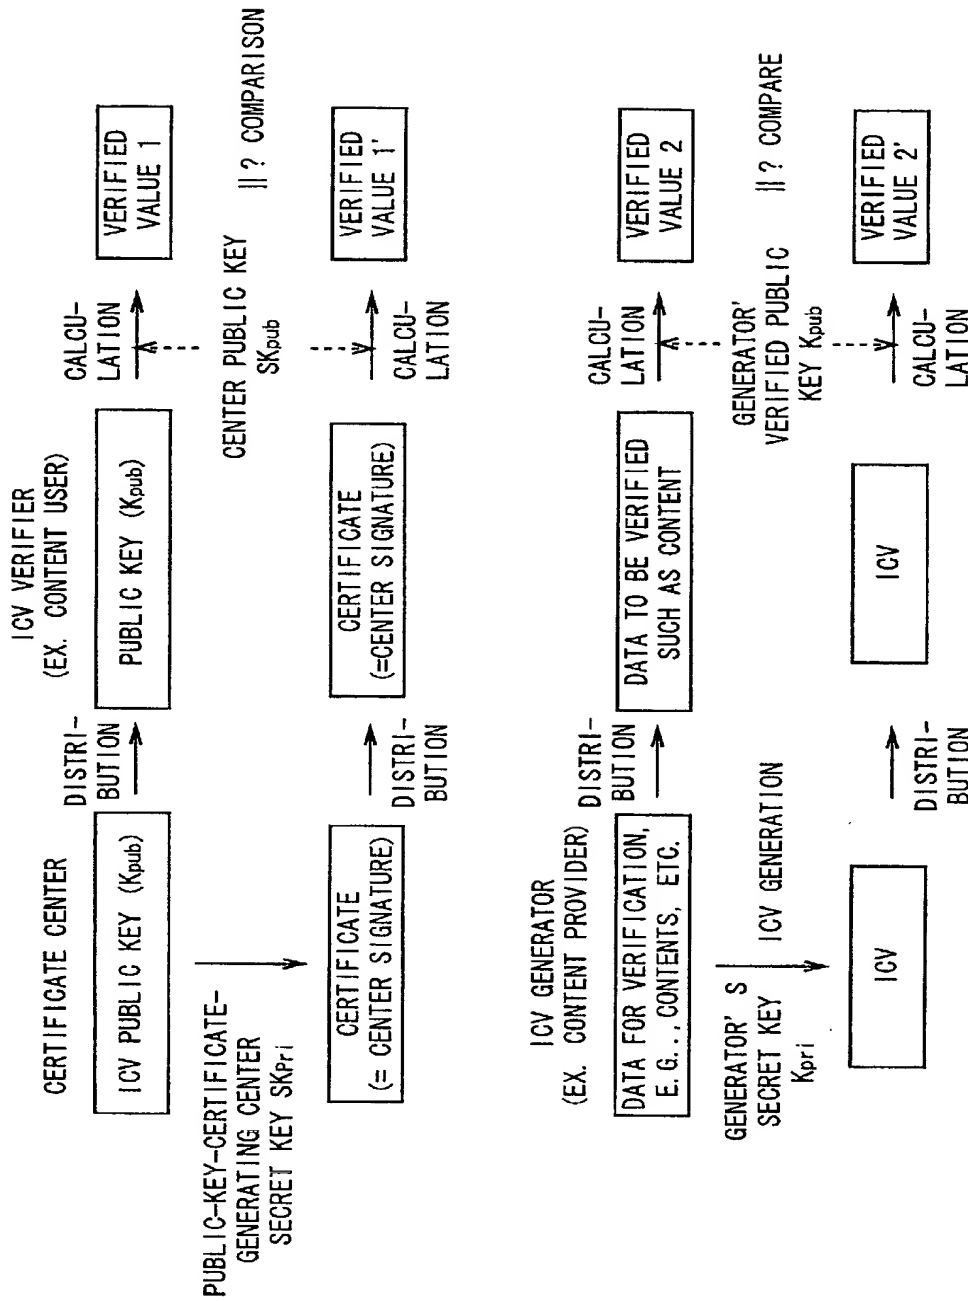 CERTIFICATE CENTER
ICV PUBLIC KEY (Kpub)
PUBLIC-KEY-CERTIFICATE-
GENERATING CENTER
SECRET KEY SKpri
CERTIFICATE
(= CENTER SIGNATURE)
DISTRI-
BUTION
DISTRI-
BUTION
ICV VERIFIER
(EX. CONTENT USER)
PUBLIC KEY (Kpub)
CERTIFICATE
(=CENTER SIGNATURE)
CALCU-
LATION
CENTER PUBLIC KEY
SKpub
CALCU-
LATION
VERIFIED
VALUE 1
||? COMPARISON
VERIFIED
VALUE 1'
ICV GENERATOR
(EX. CONTENT PROVIDER)
DATA FOR VERIFICATION,
E. G. . , CONTENTS, ETC.
GENERATOR' S
SECRET KEY
Kpri
ICV GENERATION
ICV
DISTRI-
BUTION
DISTRI-
BUTION
DATA TO BE VERIFIED
SUCH AS CONTENT
ICV
CALCU-
LATION
GENERATOR'
VERIFIED PUBLIC
KEY Kpub
CALCU-
LATION
VERIFIED
VALUE 2
||? COMPARE
VERIFIED
VALUE 2'